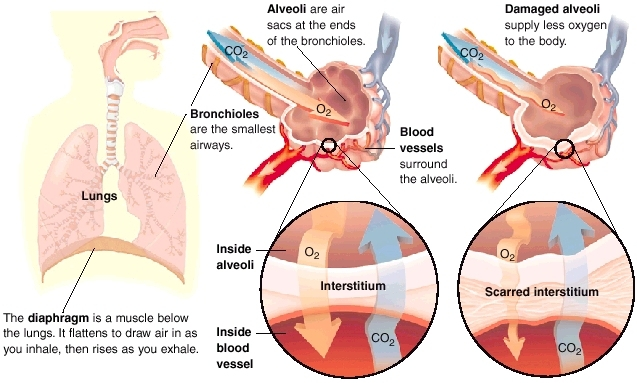 Alveoli are air
sacs at the ends
of the bronchioles.
Damaged alveoli
supply less oxygen
to the body.
CO2
O2
CO2
O2
Bronchioles
are the smallest
airways.
Blood
vessels
surround
the alveoli.
Lungs
Inside
alveoli
O2
Interstitium
CO2
Inside
blood
vessel
O2
Scarred interstitium
CO2
The diaphragm is a muscle below
the lungs. It flattens to draw air in as
you inhale, then rises as you exhale.